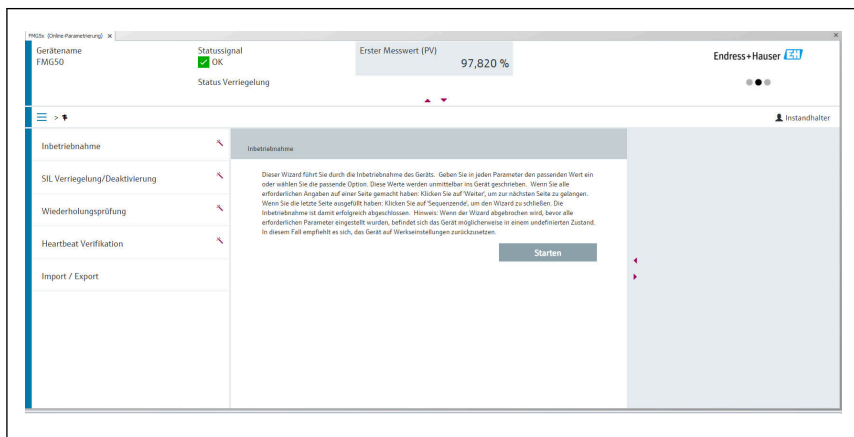 FMG5x (Online-Parametrierung) x
x
Gerätename
FMG50
Statussignal
OK
Status Verriegelung
Erster Messwert (PV)
97,820 %
Endress+Hauser EH
>
Instandhalter
Inbetriebnahme
SIL Verriegelung/Deaktivierung
Wiederholungsprüfung
Heartbeat Verifikation
Import / Export
Inbetriebnahme
Dieser Wizard führt Sie durch die Inbetriebnahme des Geräts. Geben Sie in jeden Parameter den passenden Wert ein
oder wählen Sie die passende Option. Diese Werte werden unmittelbar ins Gerät geschrieben. Wenn Sie alle
erforderlichen Angaben auf einer Seite gemacht haben: Klicken Sie auf 'Weiter', um zur nächsten Seite zu gelangen.
Wenn Sie die letzte Seite ausgefüllt haben: Klicken Sie auf 'Sequenzende', um den Wizard zu schließen. Die
Inbetriebnahme ist damit erfolgreich abgeschlossen. Hinweis: Wenn der Wizard abgebrochen wird, bevor alle
erforderlichen Parameter eingestellt wurden, befindet sich das Gerät möglicherweise in einem undefinierten Zustand.
In diesem Fall empfiehlt es sich, das Gerät auf Werkseinstellungen zurückzusetzen.
Starten